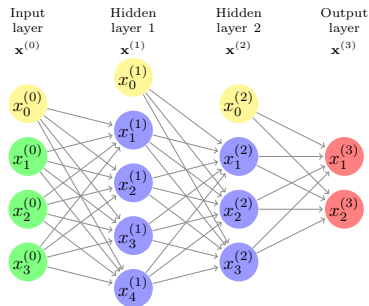 Input layer x^(0)
Hidden layer 1 x^(1)
Hidden layer 2 x^(2)
Output layer x^(3)
x_0^(0)
x_1^(0)
x_2^(0)
x_3^(0)
x_0^(1)
x_1^(1)
x_2^(1)
x_3^(1)
x_4^(1)
x_0^(2)
x_1^(2)
x_2^(2)
x_3^(2)
x_1^(3)
x_2^(3)